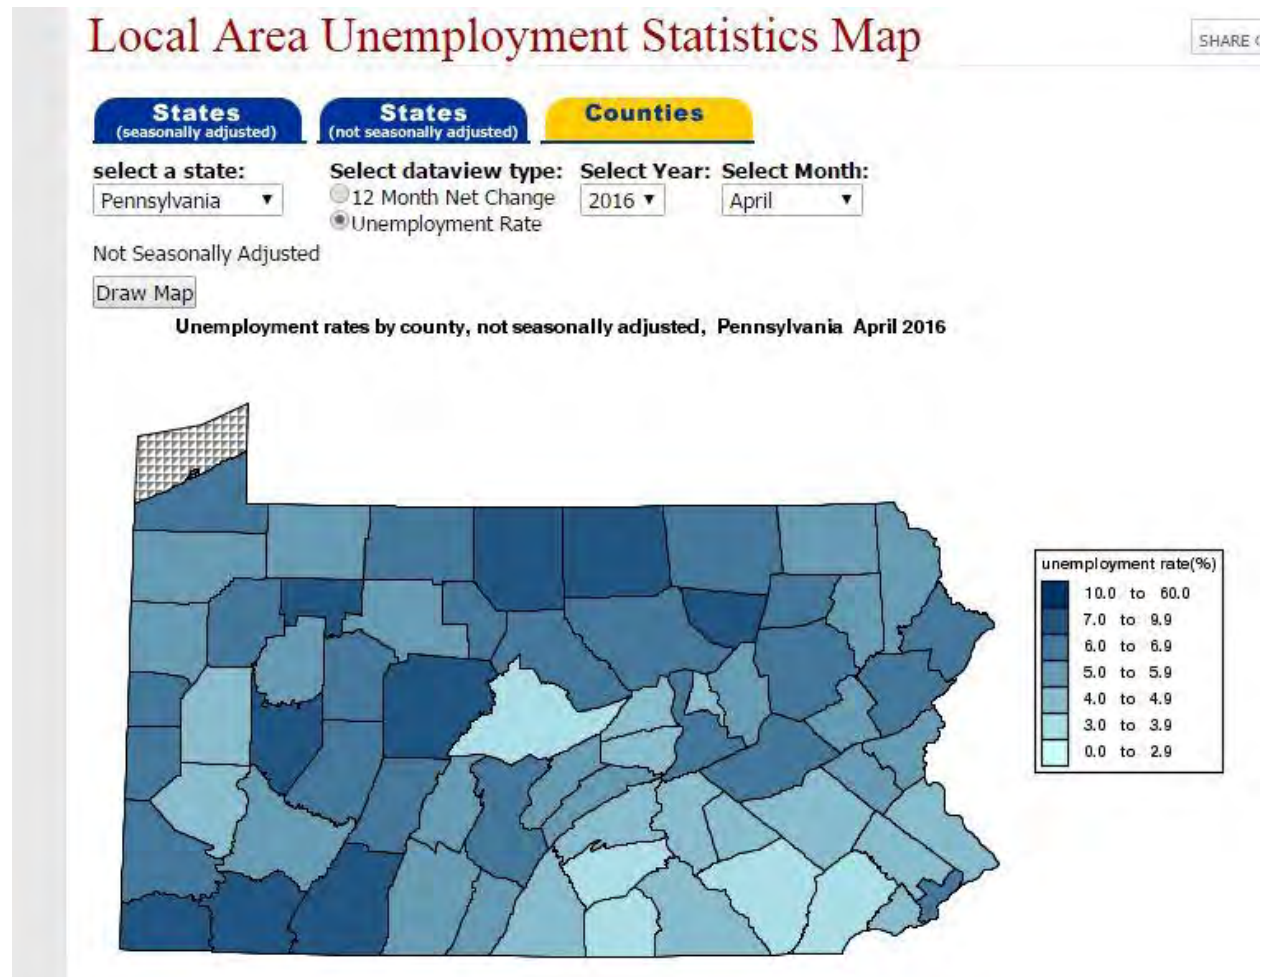 Local Area Unemployment Statistics Map
SHARE
States
(seasonally adjusted)
States
(not seasonally adjusted)
Counties
select a state:
Pennsylvania
Select dataview type:
12 Month Net Change
Unemployment Rate
Select Year:
2016
Select Month:
April
Not Seasonally Adjusted
Draw Map
Unemployment rates by county, not seasonally adjusted, Pennsylvania April 2016
unemployment rate(%)
10.0 to 60.0
7.0 to 9.9
6.0 to 6.9
5.0 to 5.9
4.0 to 4.9
3.0 to 3.9
0.0 to 2.9